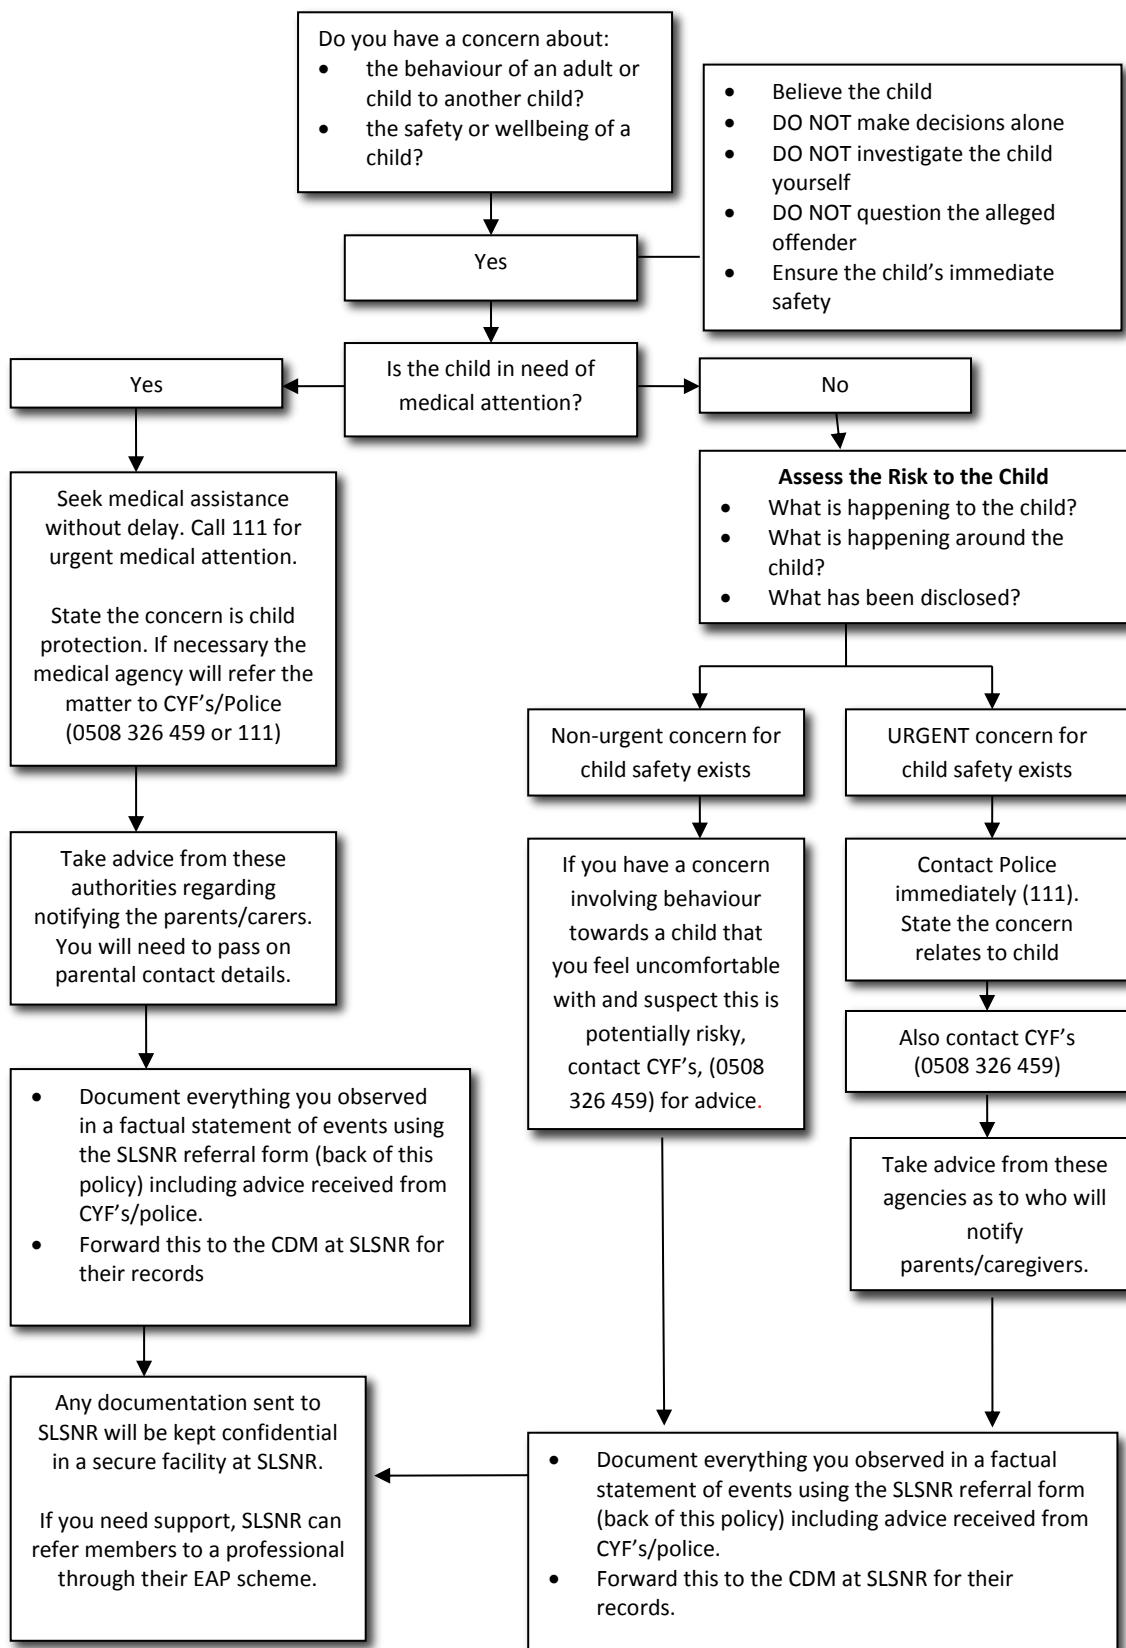 Do you have a concern about:
• the behaviour of an adult or
child to another child?
• the safety or wellbeing of a
child?
• Believe the child
• DO NOT make decisions alone
• DO NOT investigate the child
yourself
• DO NOT question the alleged
offender
• Ensure the child’s immediate
safety
Yes
Is the child in need of
medical attention?
Yes
No
Seek medical assistance
without delay. Call 111 for
urgent medical attention.
State the concern is child
protection. If necessary the
medical agency will refer the
matter to CYF’s/Police
(0508 326 459 or 111)
Assess the Risk to the Child
• What is happening to the child?
• What is happening around the
child?
• What has been disclosed?
Non-urgent concern for
child safety exists
URGENT concern for
child safety exists
Take advice from these
authorities regarding
notifying the parents/carers.
You will need to pass on
parental contact details.
If you have a concern
involving behaviour
towards a child that
you feel uncomfortable
with and suspect this is
potentially risky,
contact CYF’s, (0508
326 459) for advice.
Contact Police
immediately (111).
State the concern
relates to child
Also contact CYF’s
(0508 326 459)
Take advice from these
agencies as to who will
notify
parents/caregivers.
• Document everything you observed
in a factual statement of events using
the SLSNR referral form (back of this
policy) including advice received from
CYF’s/police.
• Forward this to the CDM at SLSNR for
their records
Any documentation sent to
SLSNR will be kept confidential
in a secure facility at SLSNR.
If you need support, SLSNR can
refer members to a professional
through their EAP scheme.
• Document everything you observed in a factual
statement of events using the SLSNR referral form
(back of this policy) including advice received from
CYF’s/police.
• Forward this to the CDM at SLSNR for their
records.